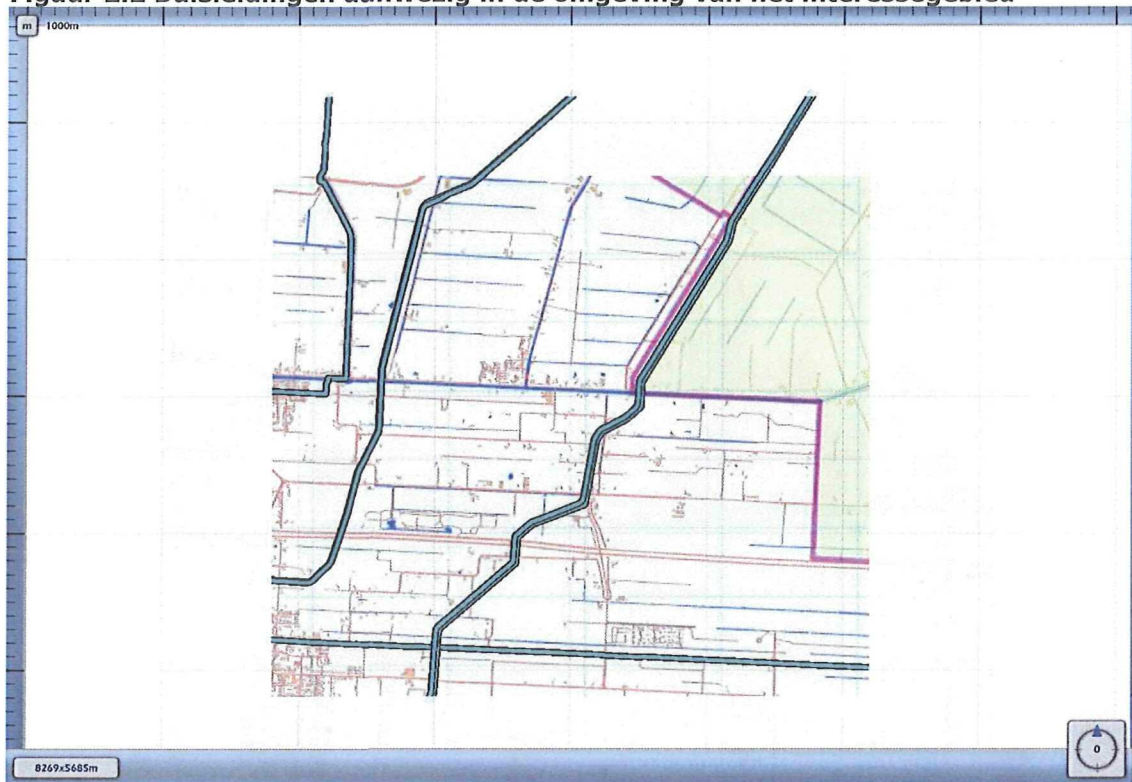 Figuur 2.2 Buisleidingen aanwezig in de omgeving van het interessegebied
m 1000m
0
8269x5685m